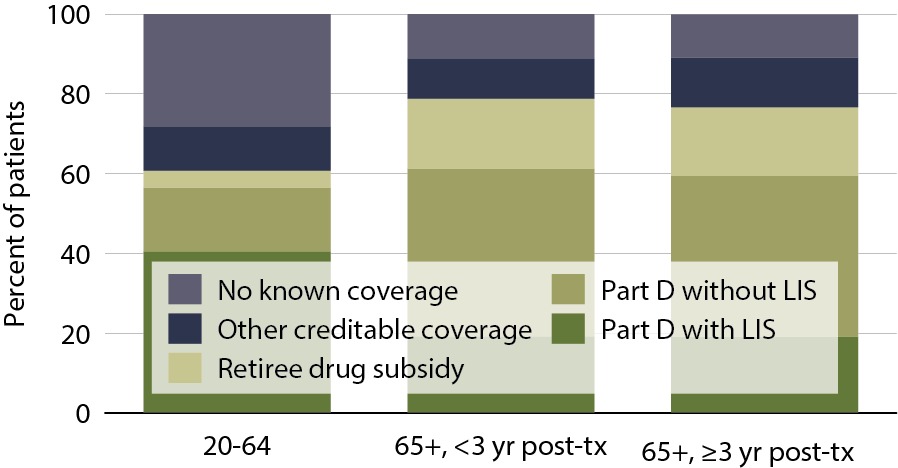 Percent of patients
100
80
60
40
20
0
No known coverage
Other creditable coverage
Retiree drug subsidy
Part D without LIS
Part D with LIS
20-64
65+, <3 yr post-tx
65+, ≥3 yr post-tx